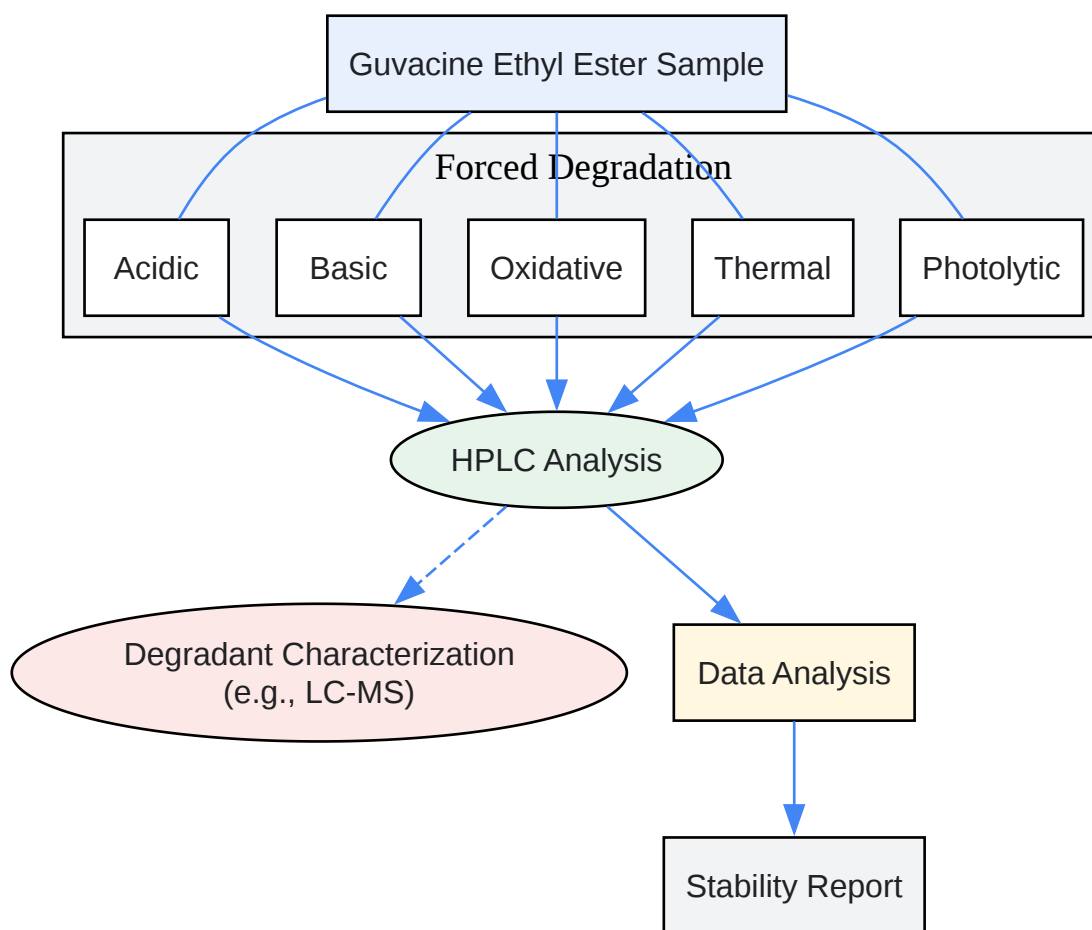 Guvacine Ethyl Ester Sample
Forced Degradation
Acidic
Basic
Oxidative
Thermal
Photolytic
HPLC Analysis
Degradant Characterization
(e.g., LC-MS)
Data Analysis
Stability Report